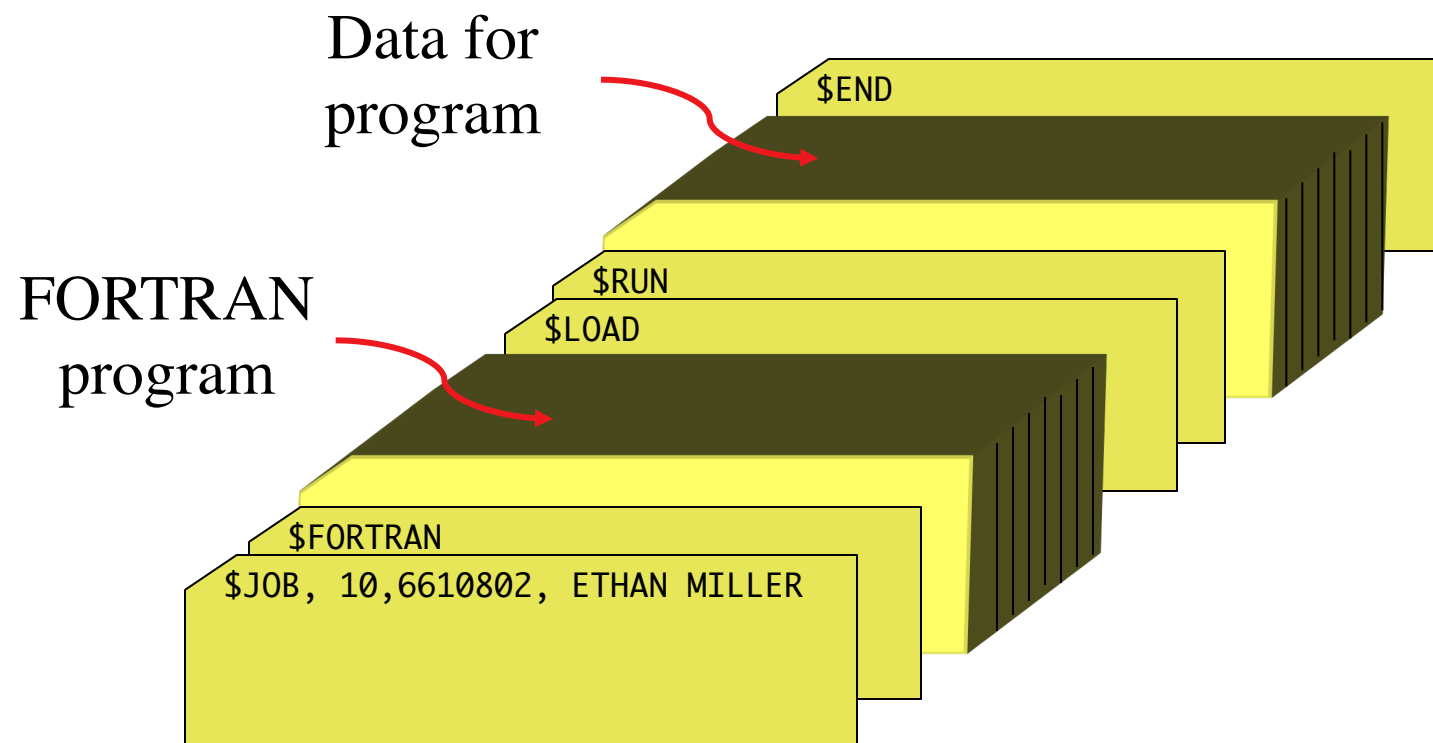 Data for
program
$END
$RUN
$LOAD
FORTRAN
program
$FORTRAN
$JOB, 10,6610802, ETHAN MILLER